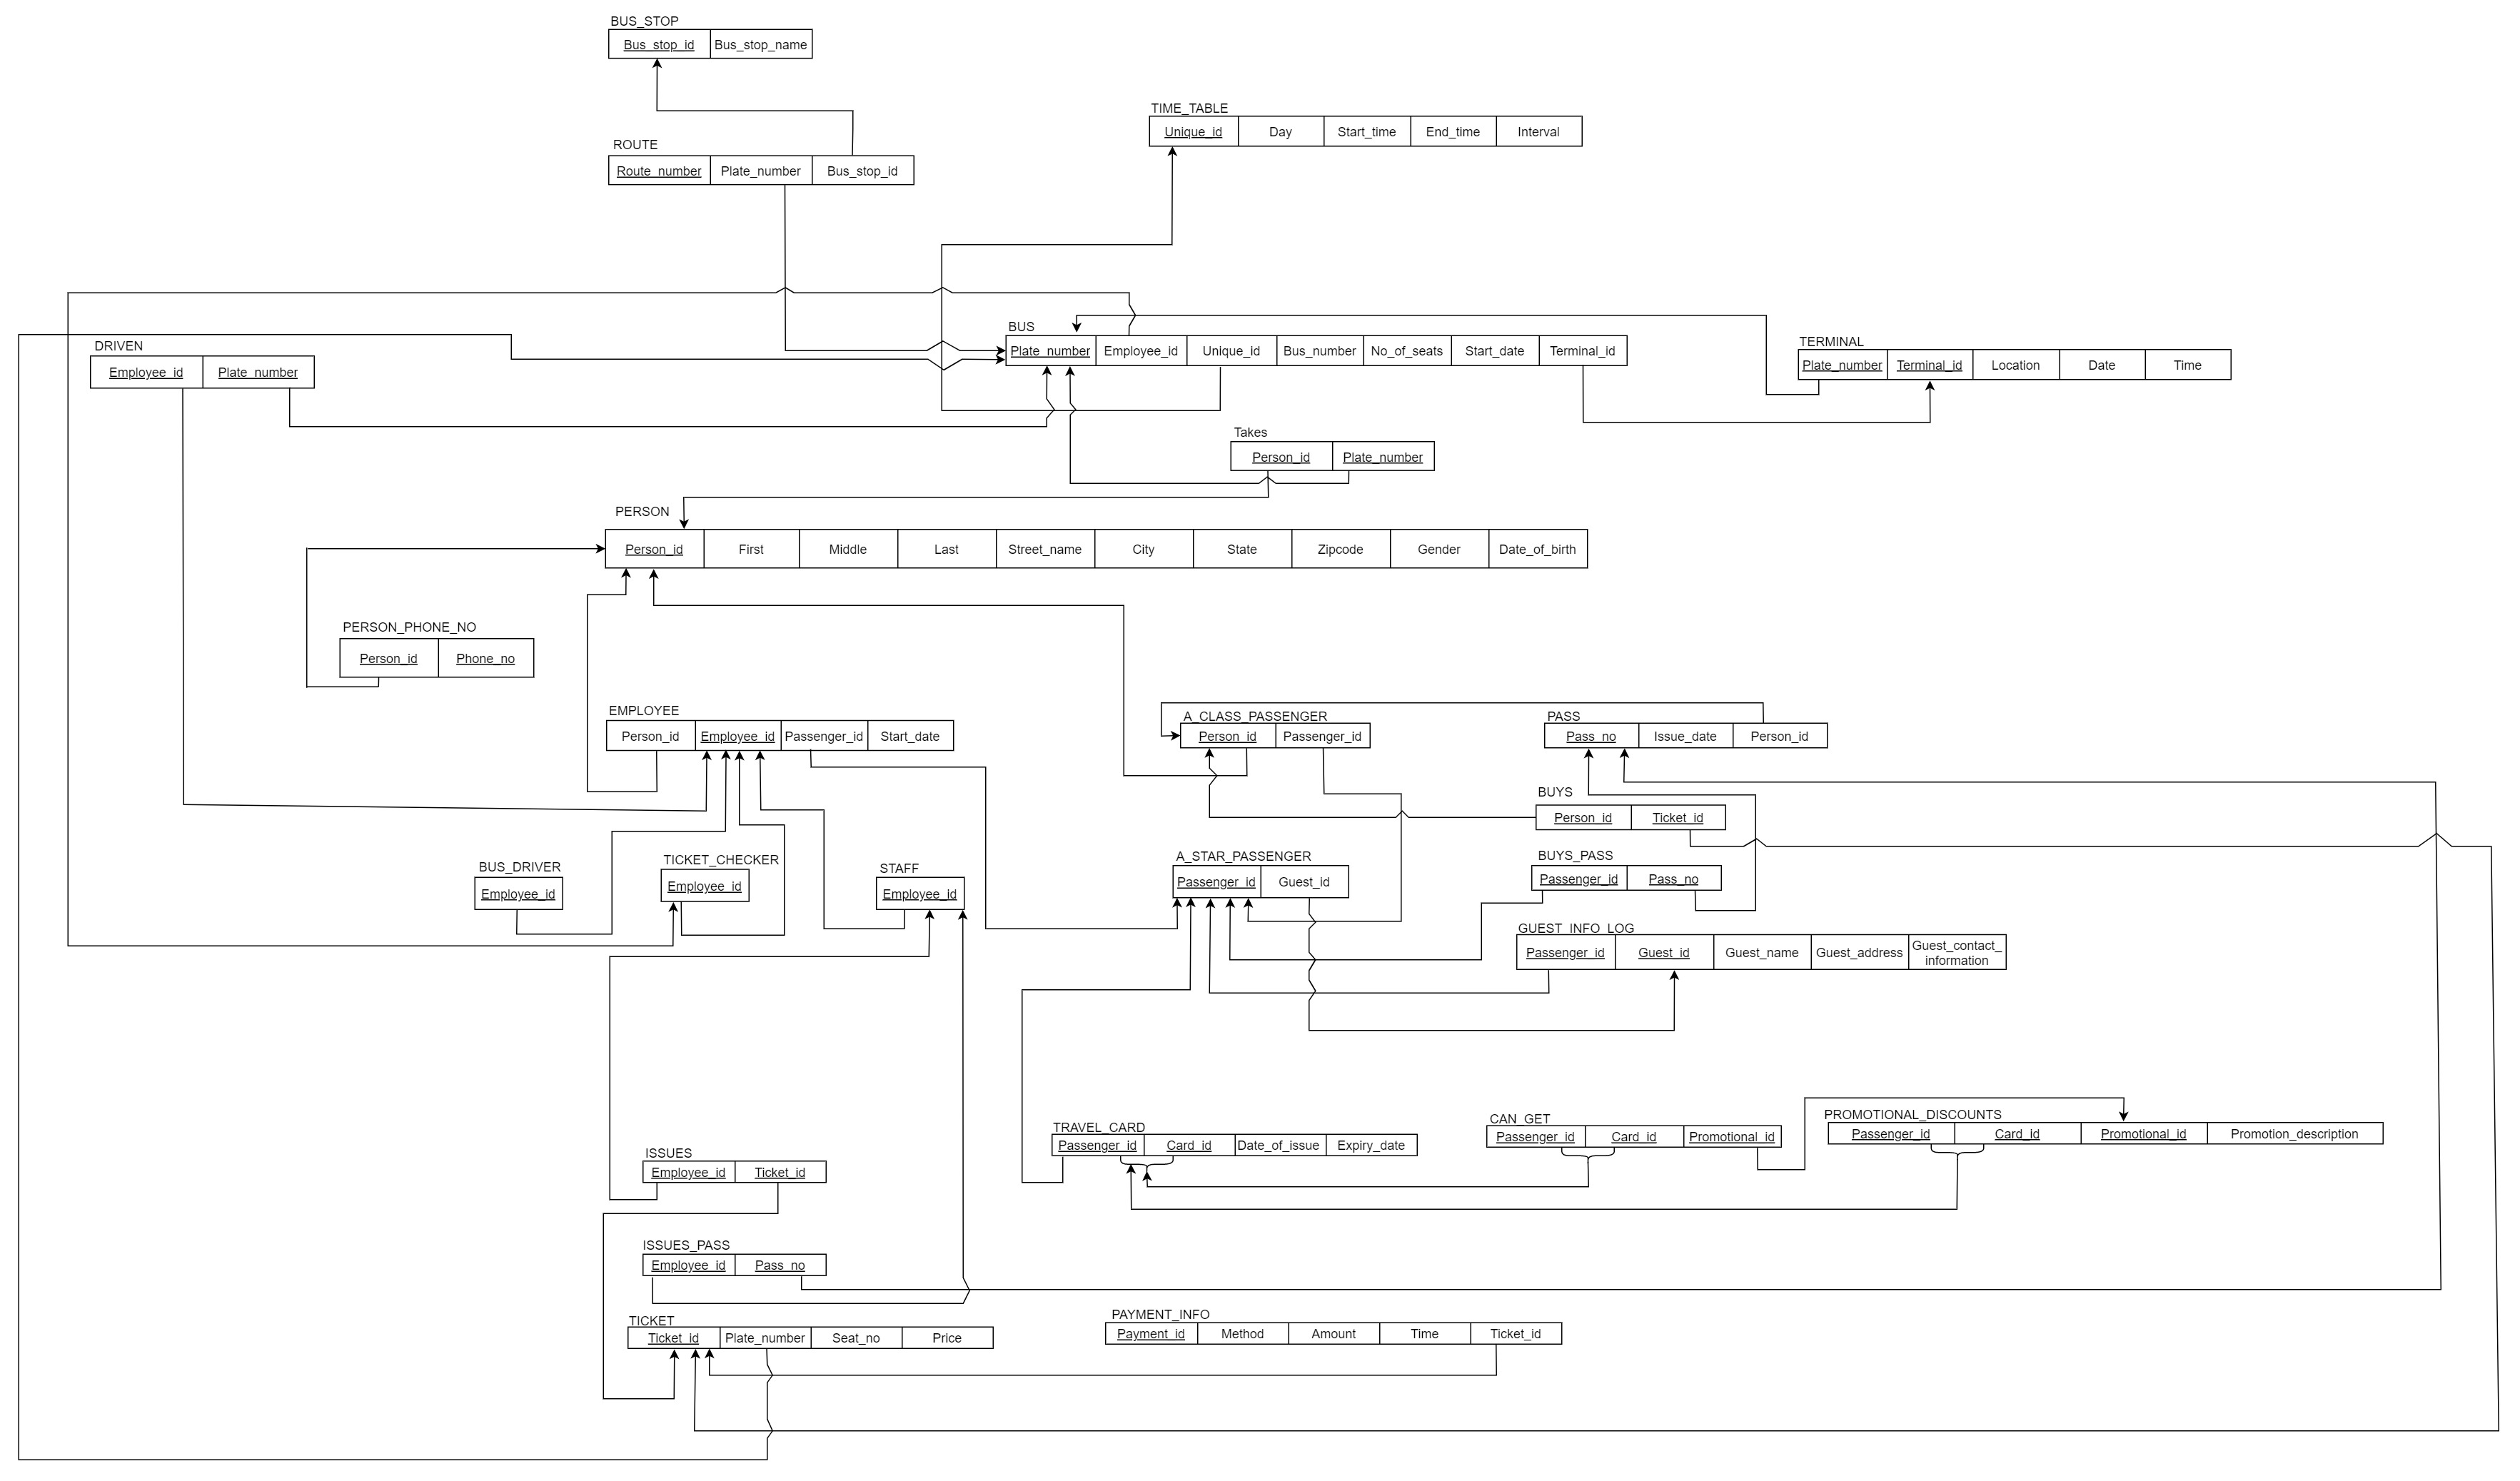 BUS_STOP
Bus_stop_id Bus_stop_name
TIME_TABLE
Unique_id Day Start_time End_time Interval
ROUTE
Route_number Plate_number Bus_stop_id
BUS
Plate_number Employee_id Unique_id Bus_number No_of_seats Start_date Terminal_id
DRIVEN
Employee_id Plate_number
TERMINAL
Plate_number Terminal_id Location Date Time
Takes
Person_id Plate_number
PERSON
Person_id First Middle Last Street_name City State Zipcode Gender Date_of_birth
PERSON_PHONE_NO
Person_id Phone_no
EMPLOYEE
Person_id Employee_id Passenger_id Start_date
A_CLASS_PASSENGER
Person_id Passenger_id
PASS
Pass_no Issue_date Person_id
BUYS
Person_id Ticket_id
BUS_DRIVER
Employee_id
TICKET_CHECKER
Employee_id
STAFF
Employee_id
A_STAR_PASSENGER
Passenger_id Guest_id
BUYS_PASS
Passenger_id Pass_no
GUEST_INFO_LOG
Passenger_id Guest_id Guest_name Guest_address Guest_contact_
information
TRAVEL_CARD
Passenger_id Card_id Date_of_issue Expiry_date
CAN_GET
Passenger_id Card_id Promotional_id
PROMOTIONAL_DISCOUNTS
Passenger_id Card_id Promotional_id Promotion_description
ISSUES
Employee_id Ticket_id
ISSUES_PASS
Employee_id Pass_no
TICKET
Ticket_id Plate_number Seat_no Price
PAYMENT_INFO
Payment_id Method Amount Time Ticket_id